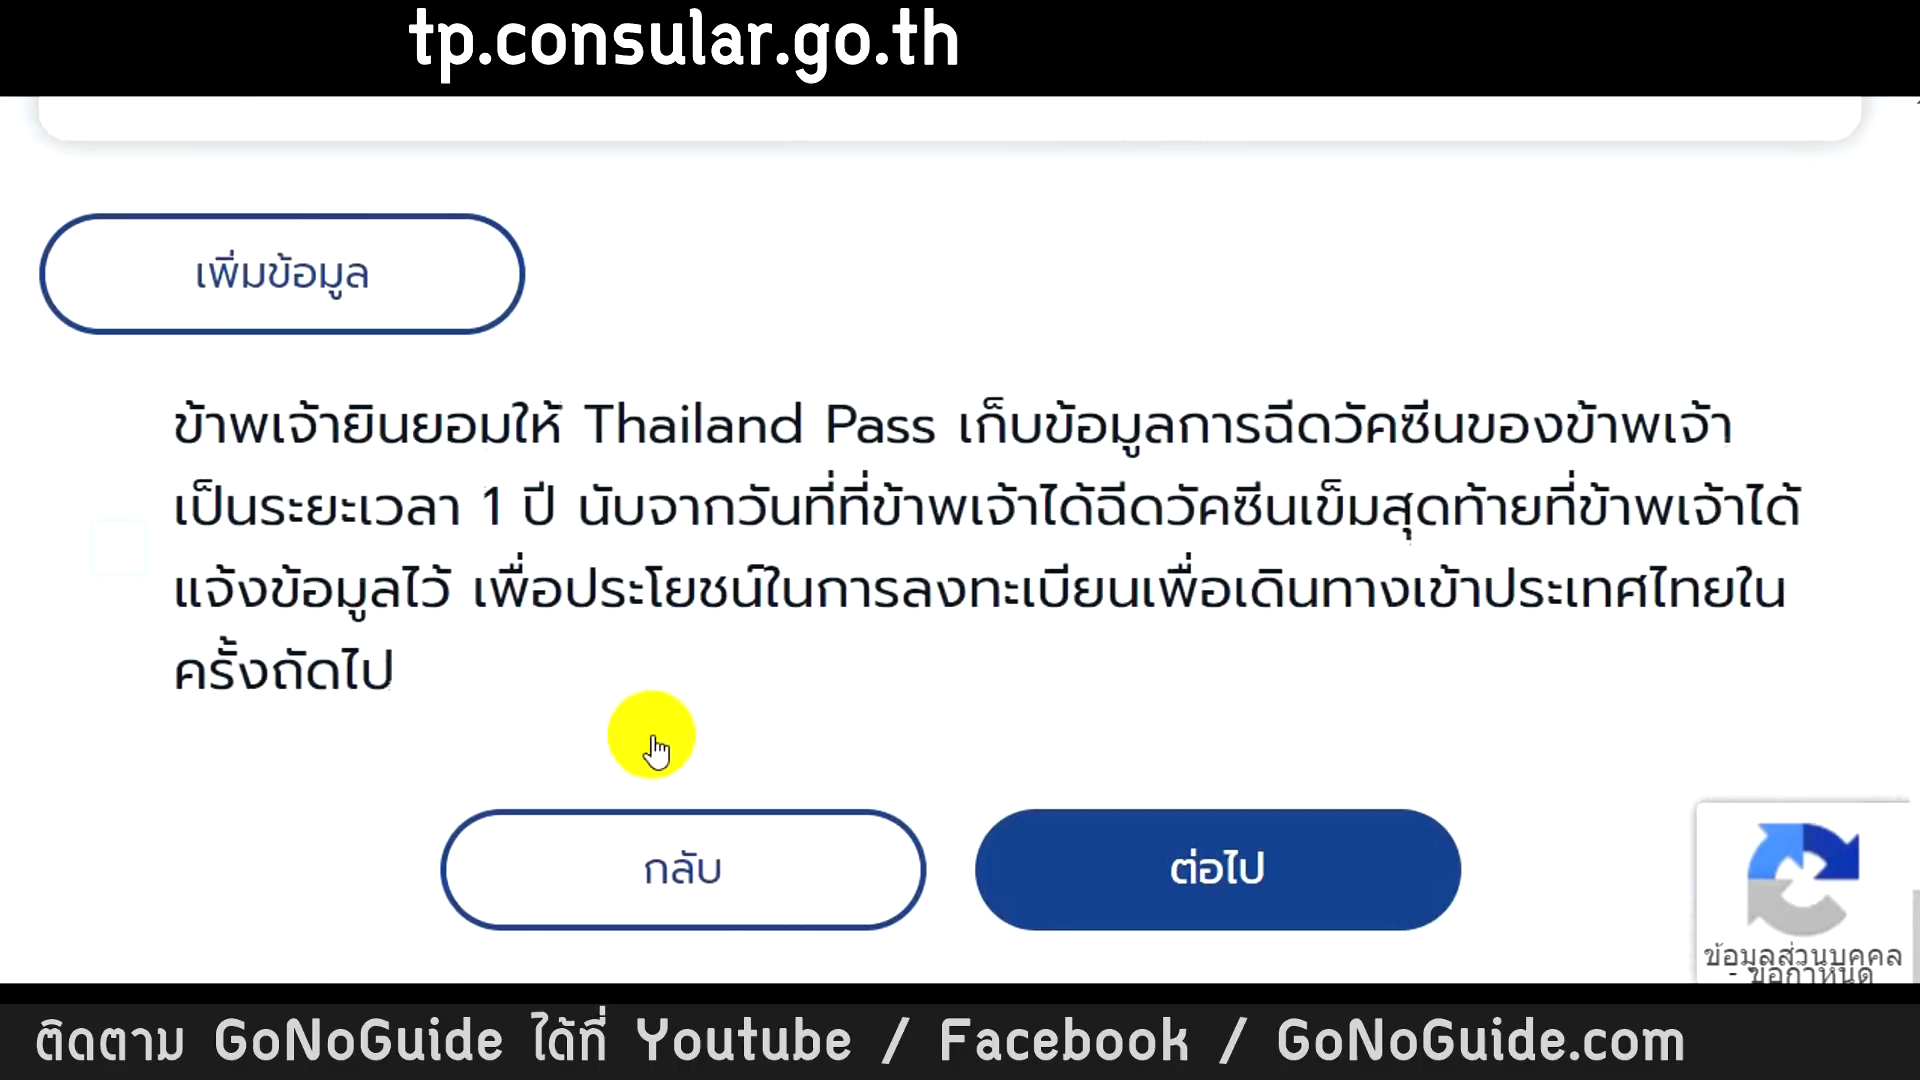 tp.consular.go.th
เพิ่มข้อมูล
ข้าพเจ้ายินยอมให้ Thailand Pass เก็บข้อมูลการฉีดวัคซีนของข้าพเจ้า
เป็นระยะเวลา 1 ปี นับจากวันที่ที่ข้าพเจ้าได้ฉีดวัคซีนเข็มสุดท้ายที่ข้าพเจ้าได้
แจ้งข้อมูลไว้ เพื่อประโยชน์ในการลงทะเบียนเพื่อเดินทางเข้าประเทศไทยใน
ครั้งถัดไป
กลับ
ต่อไป
ข้อมูลส่วนบุคคล
- ข้อกำหนด
ติดตาม GoNoGuide ได้ที่ Youtube / Facebook / GoNoGuide.com